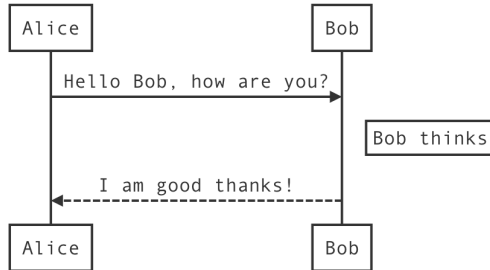 Alice
Bob
Hello Bob, how are you?
Bob thinks
I am good thanks!
Alice
Bob